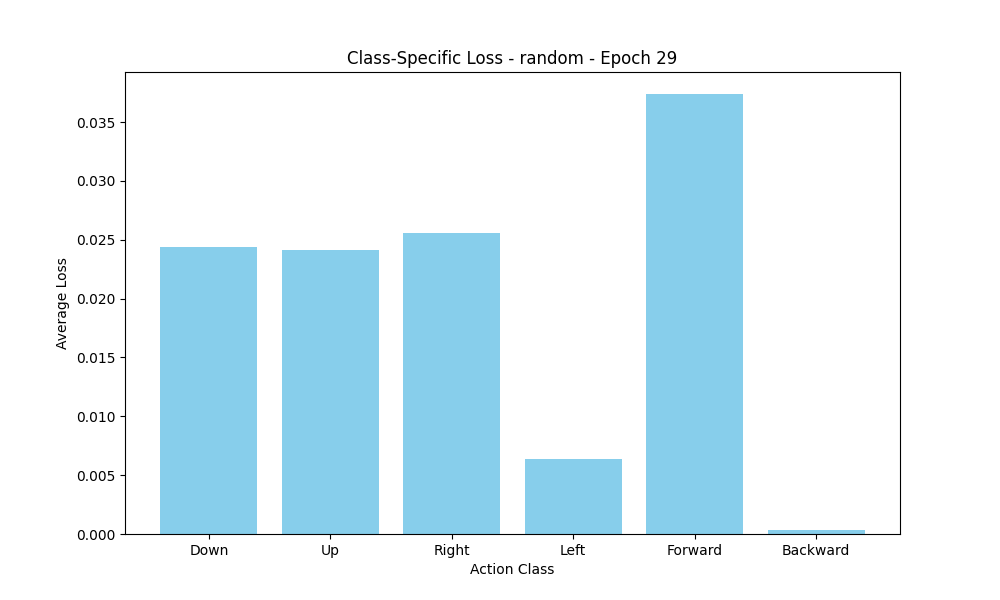 Class-Specific Loss - random - Epoch 29
Average Loss
0.035
0.030
0.025
0.020
0.015
0.010
0.005
0.000
Down Up Right Left Forward Backward
Action Class